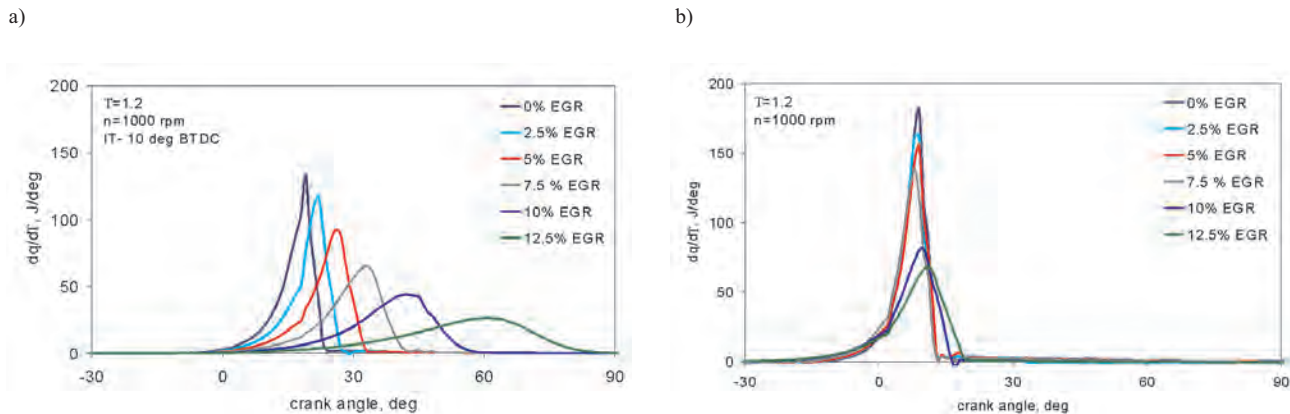 a)
b)
200
150
100
50
0
-30
0
30
60
90
dq/dT, J/deg
crank angle, deg
T=1.2
n=1000 rpm
IT- 10 deg BTDC
0% EGR
2.5% EGR
5% EGR
7.5 % EGR
10% EGR
12.5% EGR
200
150
100
50
0
-30
0
30
60
90
dq/dT, J/deg
crank angle, deg
T=1.2
n=1000 rpm
0% EGR
2.5% EGR
5% EGR
7.5 % EGR
10% EGR
12.5% EGR